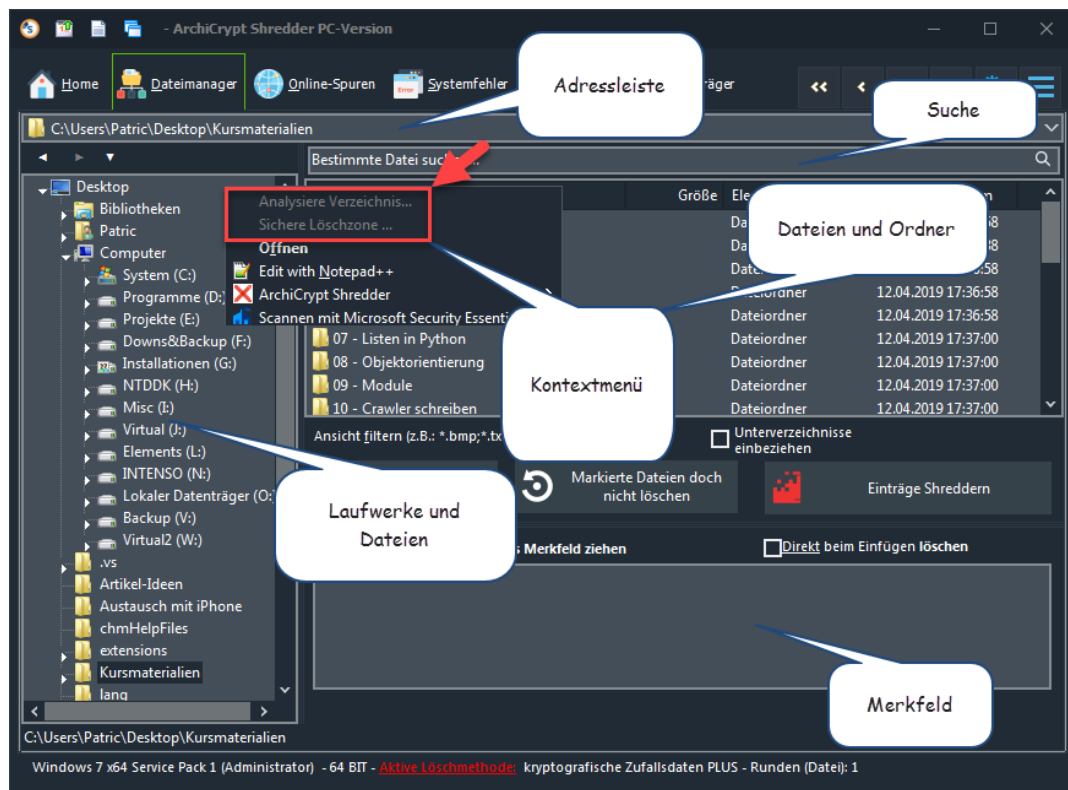 - ArchiCrypt Shredder PC-Version
Home
Dateimanager
Online-Spuren
Systemfehler
Adressleiste
Suche
C:\Users\Patric\Desktop\Kursmaterialien
Bestimmte Datei
Desktop
Bibliotheken
Patric
Computer
System (C:)
Programme (D:)
Projekte (E:)
Downs&Backup (F:)
Installationen (G:)
NTDDK (H:)
Misc (I:)
Virtual (J:)
Elements (L:)
INTENSO (N:)
Lokaler Datenträger (O:
Backup (V:)
Virtual2 (W:)
.vs
Artikel-Ideen
Austausch mit iPhone
chmHelpFiles
extensions
Kursmaterialien
lang
C:\Users\Patric\Desktop\Kursmaterialien
Analysiere Verzeichnis...
Sichere Löschzone ...
Öffnen
Edit with Notepad++
ArchiCrypt Shredder
Scannen mit Microsoft Security
Größe
Dateien und Ordner
Dateiordner 12.04.2019 17:36:58
Dateiordner 12.04.2019 17:36:58
07 - Listen in Python Dateiordner 12.04.2019 17:37:00
08 - Objektorientierung Dateiordner 12.04.2019 17:37:00
09 - Module Dateiordner 12.04.2019 17:37:00
10 - Crawler schreiben Dateiordner 12.04.2019 17:37:00
Kontextmenü
Ansicht filtern (z.B.: *.bmp;*.tx
Unterverzeichnisse
einbeziehen
Markierte Dateien doch
nicht löschen
Einträge Shreddern
Laufwerke und
Dateien
Merkfeld ziehen
Direkt beim Einfügen löschen
Merkfeld
Windows 7 x64 Service Pack 1 (Administrator) - 64 BIT - Aktive Löschmethode: kryptografische Zufallsdaten PLUS - Runden (Datei): 1